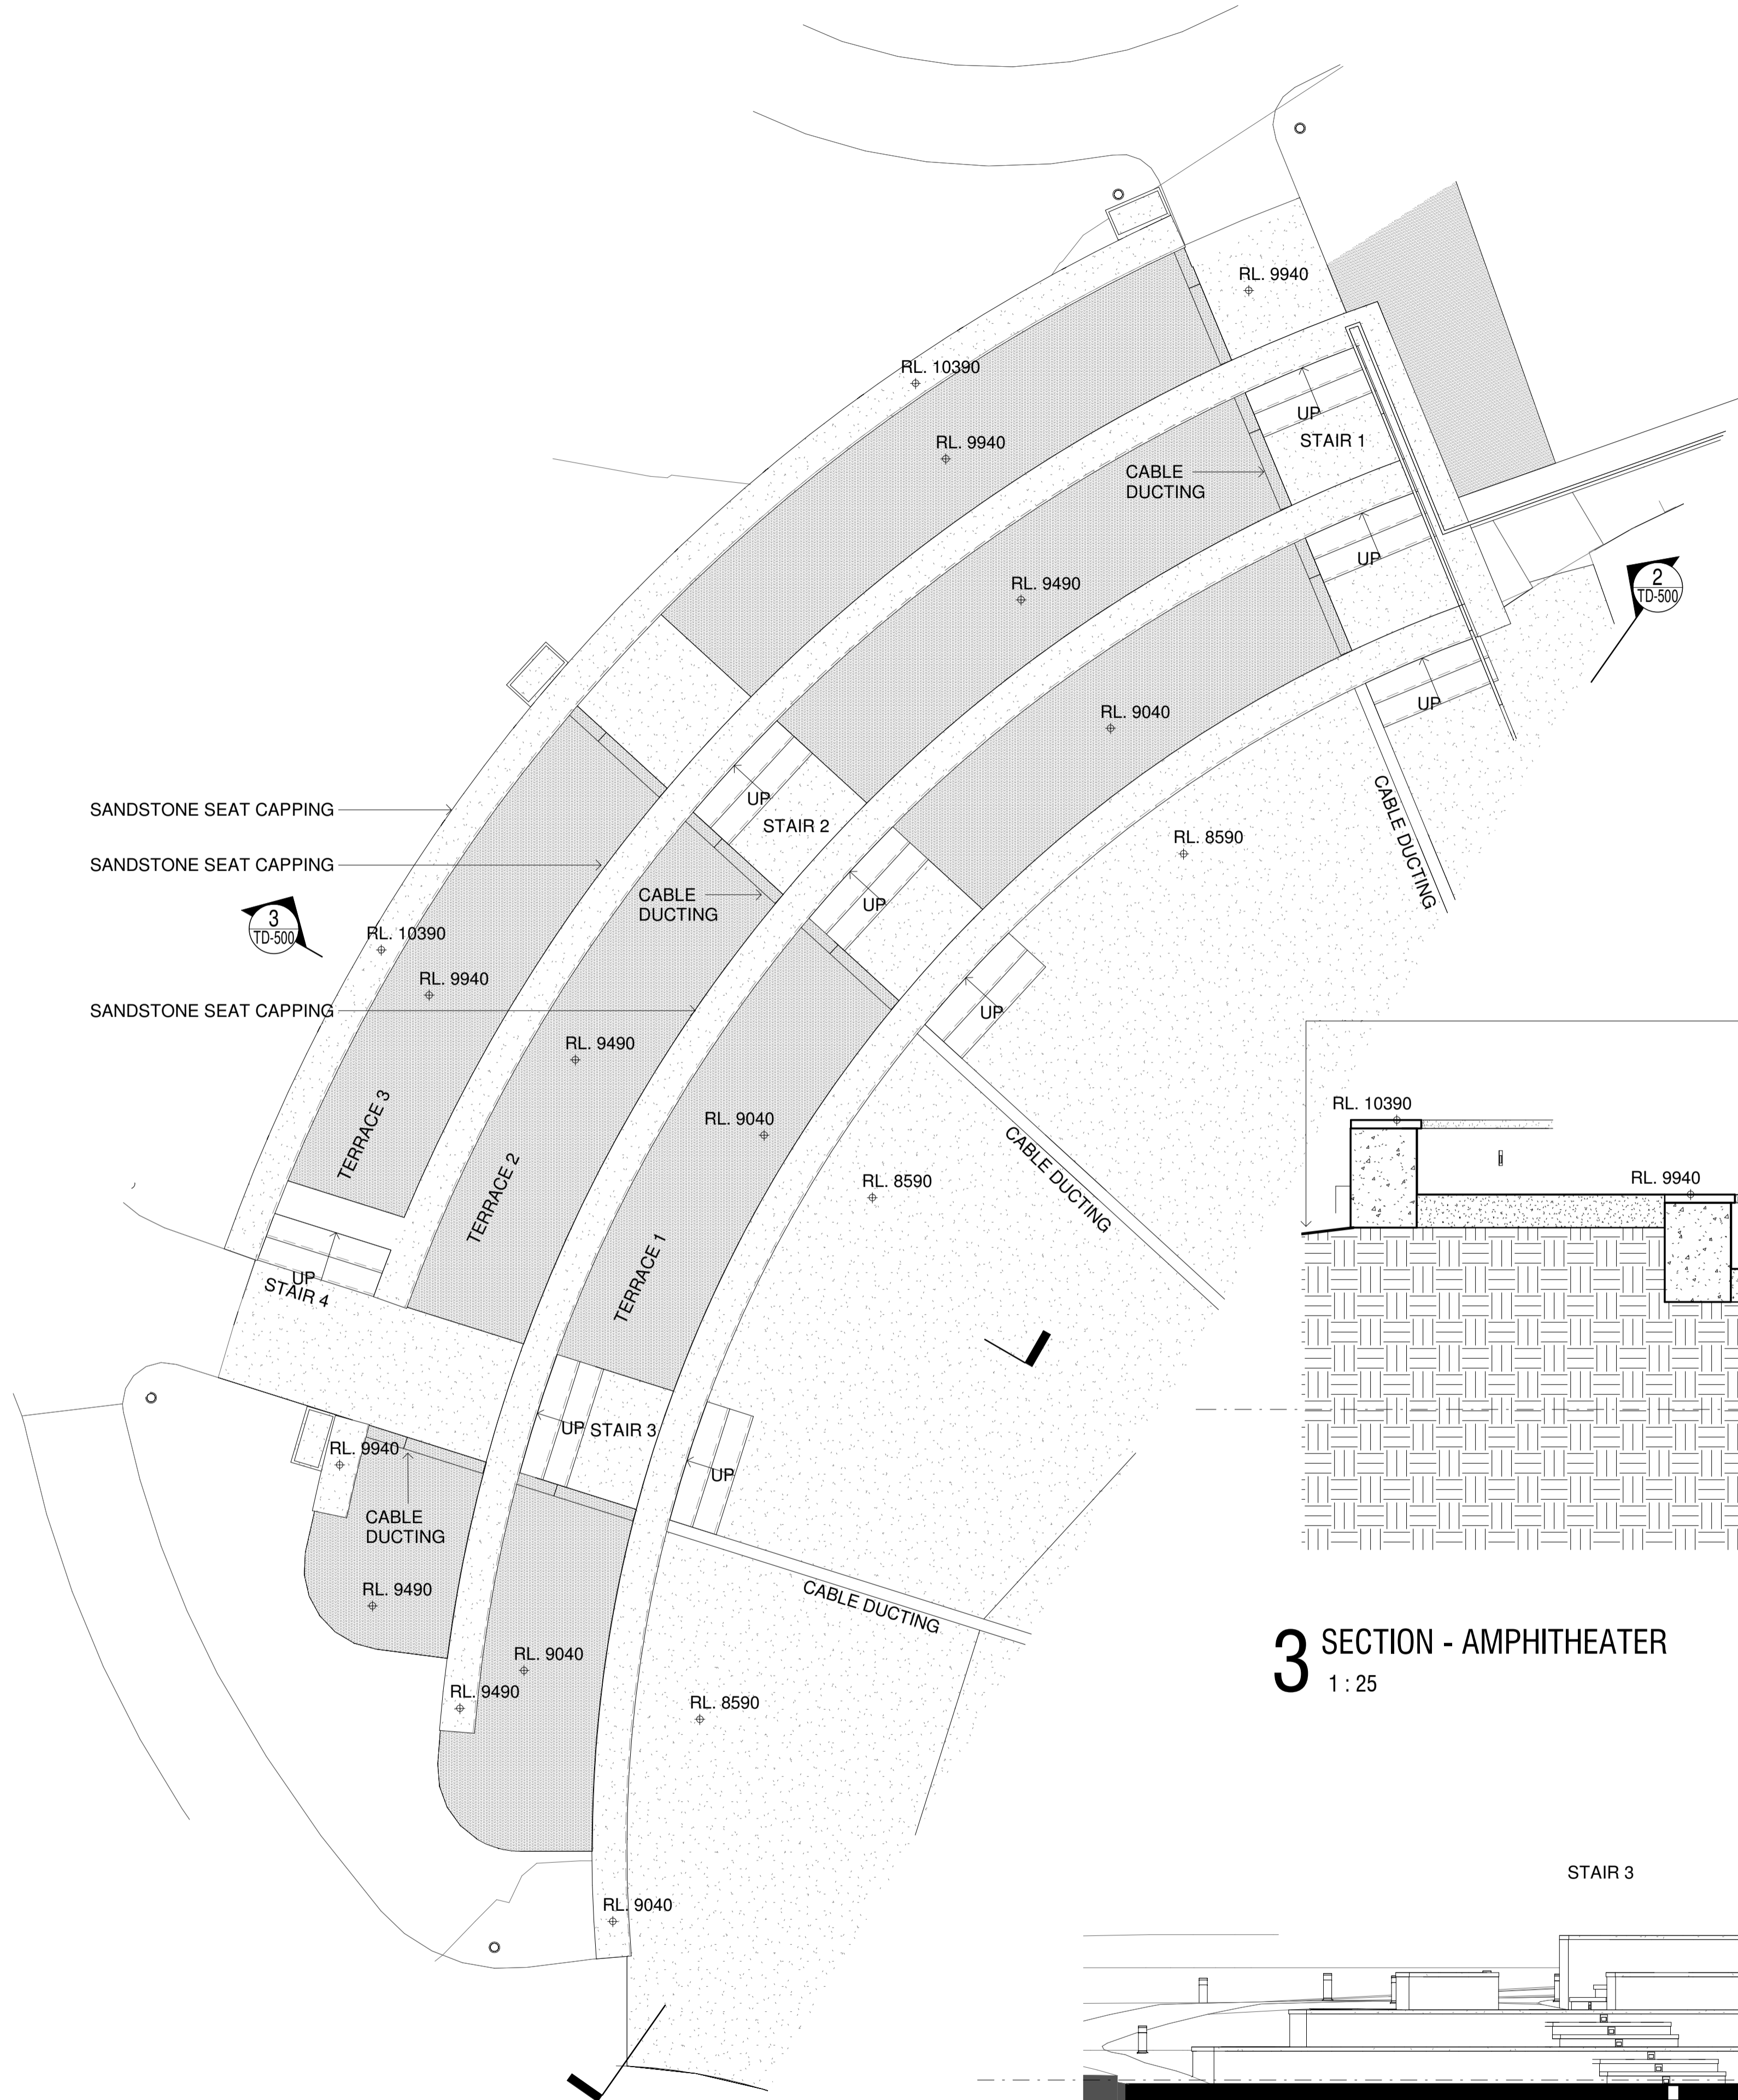 RL. 9940
RL. 10390
UP
STAIR 1
RL. 9940
CABLE
DUCTING
UP
RL. 9490
2
TD-500
UP
RL. 9040
CABLE DUCTING
UP
SANDSTONE SEAT CAPPING
STAIR 2
RL. 8590
SANDSTONE SEAT CAPPING
CABLE
DUCTING
UP
3
TD-500
RL. 10390
RL. 9940
SANDSTONE SEAT CAPPING
UP
RL. 9490
RL. 9040
TERRACE 3
TERRACE 2
TERRACE 1
CABLE DUCTING
RL. 8590
RL. 10390
RL. 9940
UP
STAIR 4
UP
STAIR 3
RL. 9940
UP
CABLE
DUCTING
RL. 9490
CABLE DUCTING
RL. 9040
RL. 9490
RL. 8590
3
SECTION - AMPHITHEATER
1 : 25
STAIR 3
RL. 9040